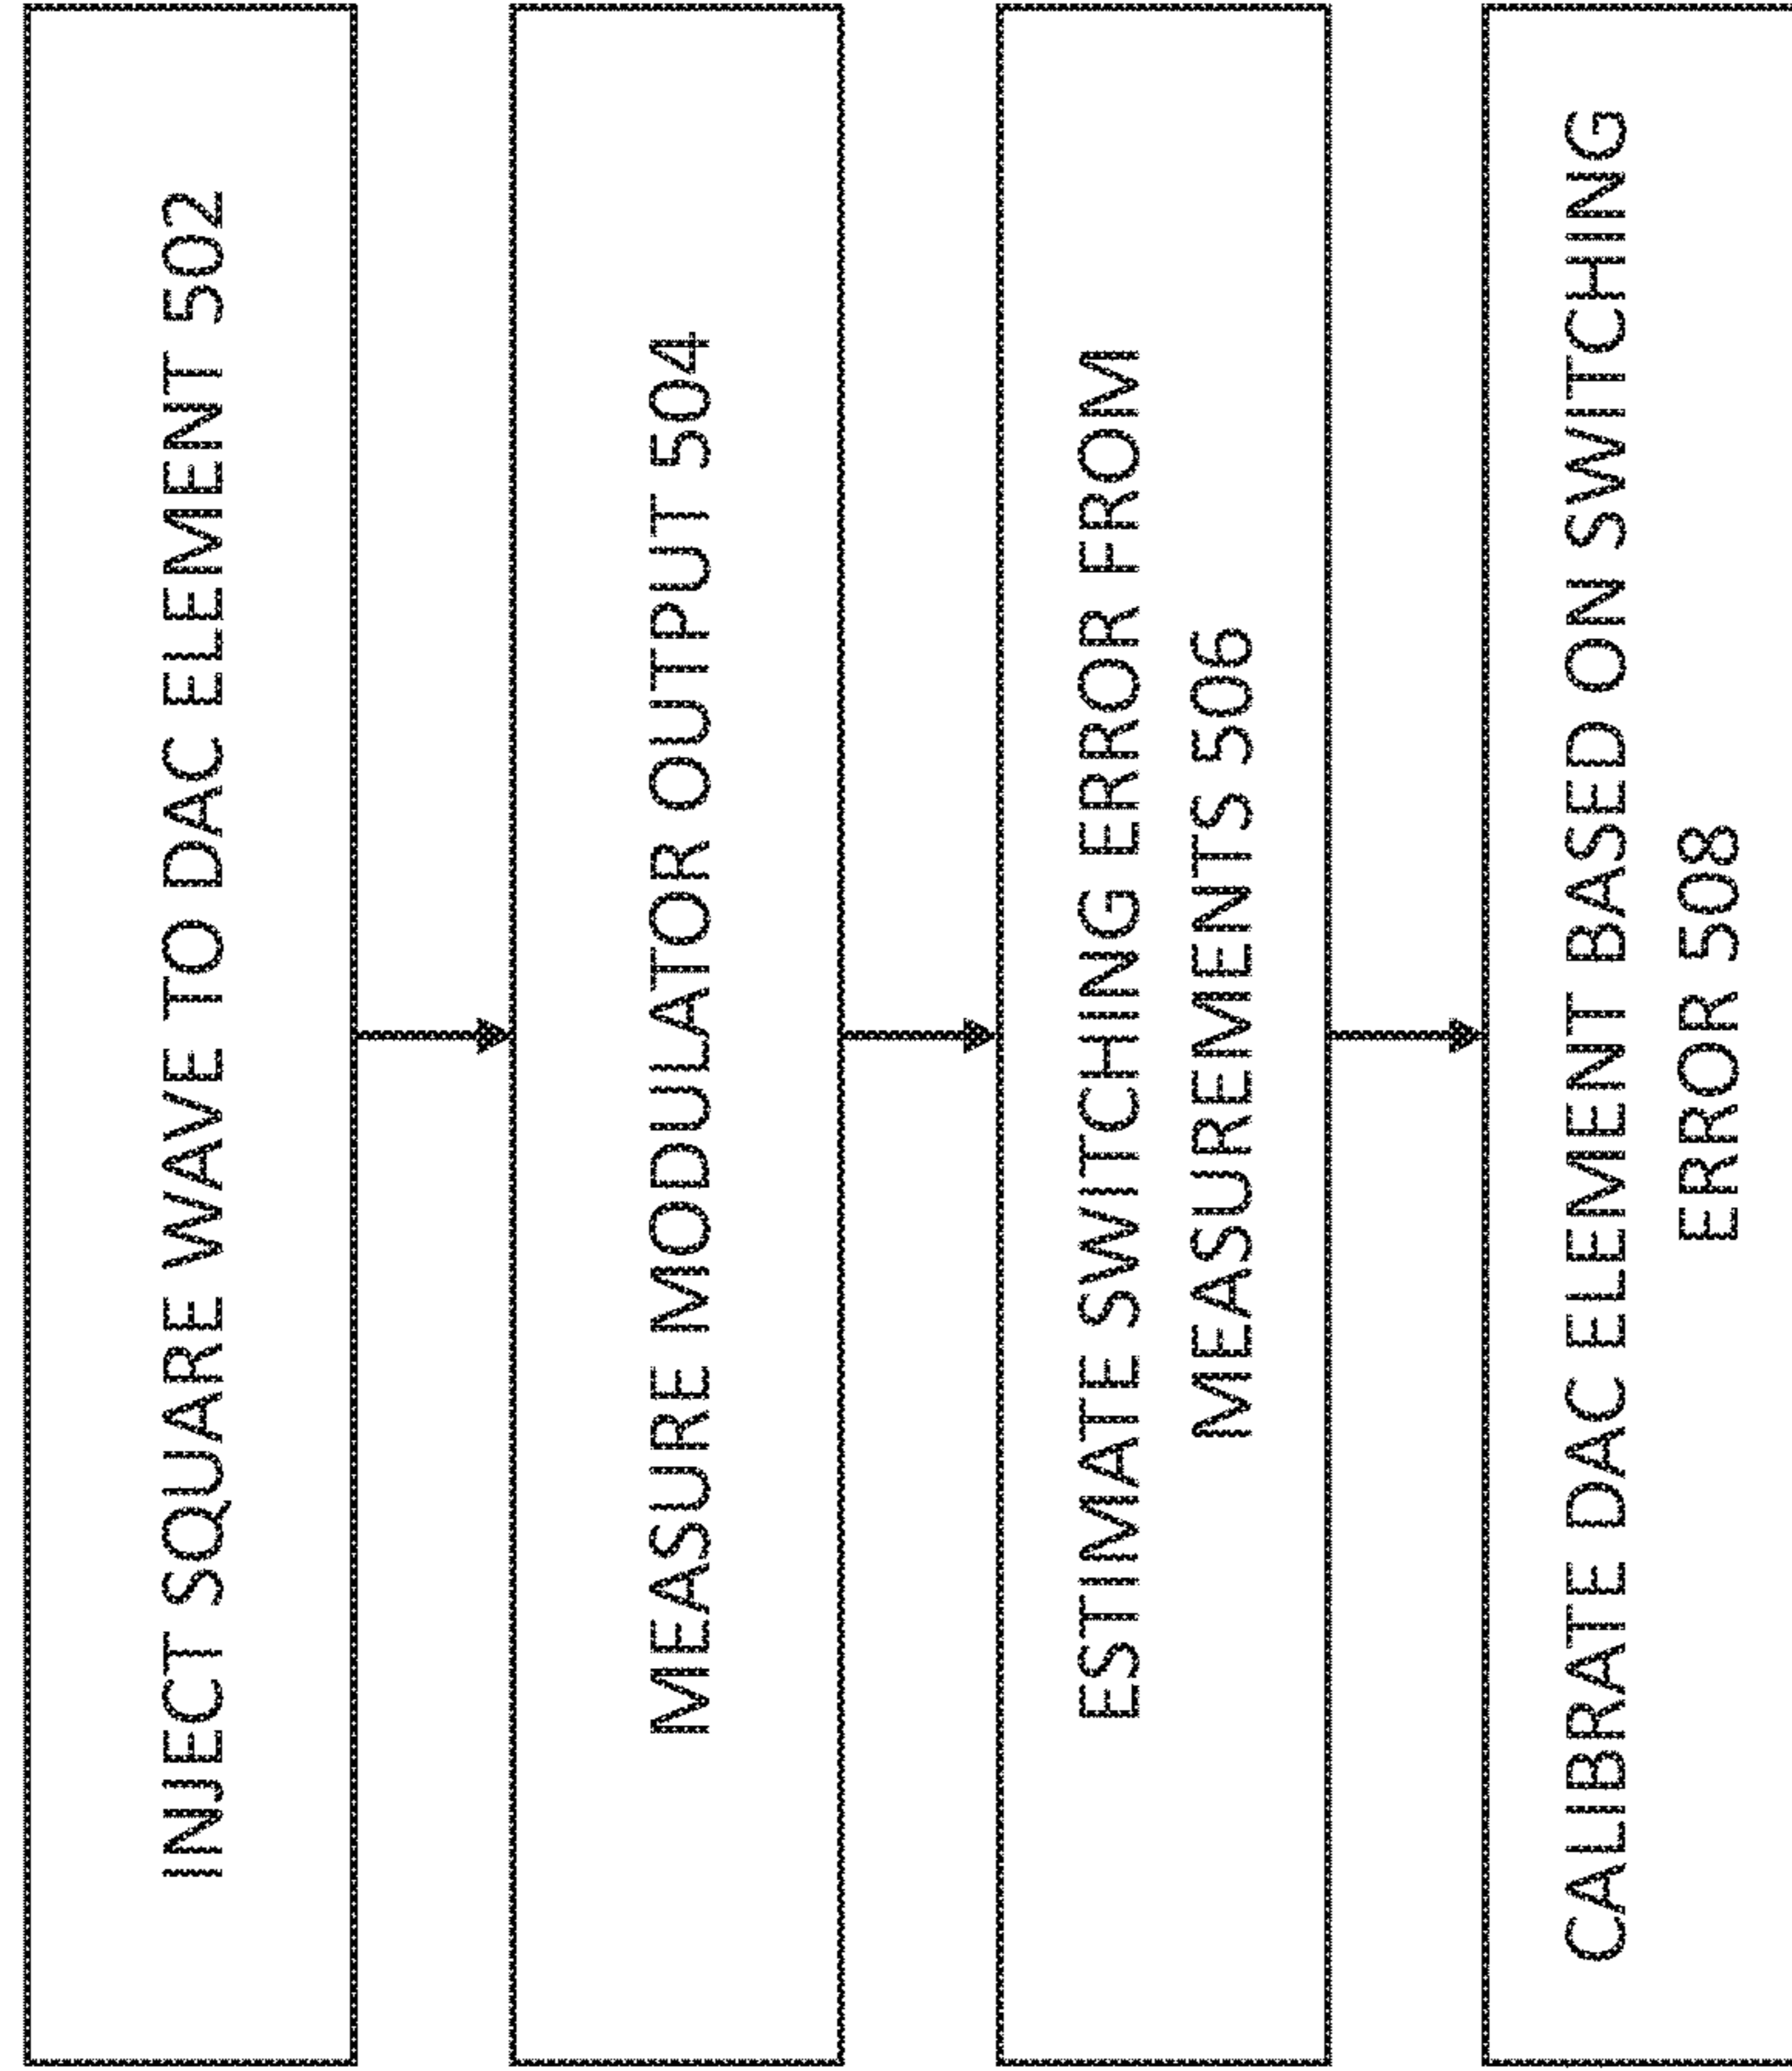 INJECT SQUARE WAVE TO DAC ELEMENT 502
MEASURE MODULATOR OUTPUT 504
ESTIMATE SWITCHING ERROR FROM
MEASUREMENTS 506
CALIBRATE DAC ELEMENT BASED ON SWITCHING
ERROR 508